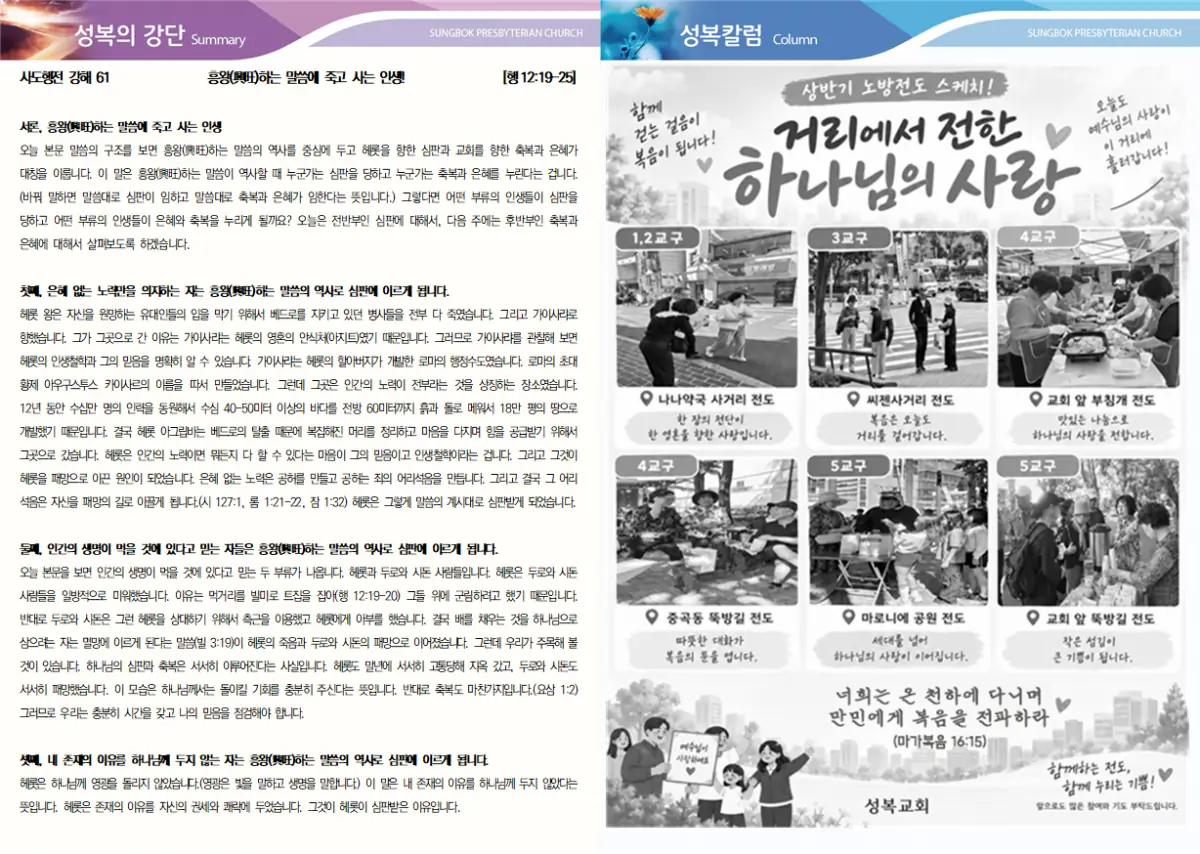 성복의 강단 Summary
SUNGBOK PRESBYTERIAN CHURCH
사도행전 강해 61 흥왕(興旺)하는 말씀에 죽고 사는 인생! [행 12:19-25]
서론, 흥왕(興旺)하는 말씀에 죽고 사는 인생
오늘 본문 말씀의 구조를 보면 흥왕(興旺)하는 말씀의 역사를 중심에 두고 헤롯을 향한 심판과 교회를 향한 축복과 은혜가
대칭을 이룹니다. 이 말은 흥왕(興旺)하는 말씀이 역사할 때 누군가는 심판을 당하고 누군가는 축복과 은혜를 누린다는 겁니다.
(바꿔 말하면 말씀대로 심판이 임하고 말씀대로 축복과 은혜가 임한다는 뜻입니다.) 그렇다면 어떤 부류의 인생들이 심판을
당하고 어떤 부류의 인생들이 은혜와 축복을 누리게 될까요? 오늘은 전반부인 심판에 대해서, 다음 주에는 후반부인 축복과
은혜에 대해서 살펴보도록 하겠습니다.
첫째, 은혜 없는 노력만을 의지하는 자는 흥왕(興旺)하는 말씀의 역사로 심판에 이르게 됩니다.
헤롯 왕은 자신을 원망하는 유대인들의 입을 막기 위해서 베드로를 지키고 있던 병사들을 전부 다 죽였습니다. 그리고 가이사랴로
향했습니다. 그가 그곳으로 간 이유는 가이사랴는 헤롯의 영혼의 안식처(아지트)였기 때문입니다. 그러므로 가이사랴를 관찰해 보면
헤롯의 인생철학과 그의 믿음을 명확히 알 수 있습니다. 가이사랴는 헤롯의 할아버지가 개발한 로마의 행정수도였습니다. 로마의 초대
황제 아우구스투스 카이사르의 이름을 따서 만들었습니다. 그런데 그곳은 인간의 노력이 전부라는 것을 상징하는 장소였습니다.
12년 동안 수십만 명의 인력을 동원해서 수심 40-50미터 이상의 바다를 전방 60미터까지 흙과 돌로 메워서 18만 평의 땅으로
개발했기 때문입니다. 결국 헤롯 아그립바는 베드로의 탈출 때문에 복잡해진 머리를 정리하고 마음을 다지며 힘을 공급받기 위해서
그곳으로 갔습니다. 헤롯은 인간의 노력이면 뭐든지 다 할 수 있다는 마음이 그의 믿음이고 인생철학이라는 겁니다. 그리고 그것이
헤롯을 패망으로 이끈 원인이 되었습니다. 은혜 없는 노력은 공허를 만들고 공허는 죄의 어리석음을 만듭니다. 그리고 결국 그 어리
석음은 자신을 패망의 길로 이끌게 됩니다.(시 127:1, 롬 1:21-22, 잠 1:32) 헤롯은 그렇게 말씀의 계시대로 심판받게 되었습니다.
둘째, 인간의 생명이 먹을 것에 있다고 믿는 자들은 흥왕(興旺)하는 말씀의 역사로 심판에 이르게 됩니다.
오늘 본문을 보면 인간의 생명이 먹을 것에 있다고 믿는 두 부류가 나옵니다. 헤롯과 두로와 시돈 사람들입니다. 헤롯은 두로와 시돈
사람들을 일방적으로 미워했습니다. 이유는 먹거리를 빌미로 트집을 잡아(행 12:19-20) 그들 위에 군림하려고 했기 때문입니다.
반대로 두로와 시돈은 그런 헤롯을 상대하기 위해서 측근을 이용했고 헤롯에게 아부를 했습니다. 결국 배를 채우는 것을 하나님으로
삼으려는 자는 멸망에 이르게 된다는 말씀(빌 3:19)이 헤롯의 죽음과 두로와 시돈의 패망으로 이어졌습니다. 그런데 우리가 주목해 볼
것이 있습니다. 하나님의 심판과 축복은 서서히 이루어진다는 사실입니다. 헤롯도 말년에 서서히 고통당해 지옥 갔고, 두로와 시돈도
서서히 패망했습니다. 이 모습은 하나님께서는 돌이킬 기회를 충분히 주신다는 뜻입니다. 반대로 축복도 마찬가지입니다.(요삼 1:2)
그러므로 우리는 충분히 시간을 갖고 나의 믿음을 점검해야 합니다.
셋째, 내 존재의 이유를 하나님께 두지 않는 자는 흥왕(興旺)하는 말씀의 역사로 심판에 이르게 됩니다.
헤롯은 하나님께 영광을 돌리지 않았습니다.(영광은 빛을 말하고 생명을 말합니다.) 이 말은 내 존재의 이유를 하나님께 두지 않았다는
뜻입니다. 헤롯은 존재의 이유를 자신의 권세와 쾌락에 두었습니다. 그것이 헤롯이 심판받은 이유입니다.
성복칼럼 Column
SUNGBOK PRESBYTERIAN CHURCH
상반기 노방전도 스케치!
함께
걷는 걸음이
복음이 됩니다!
거리에서 전한
하나님의 사랑
오늘도
예수님의 사랑이
이 거리에
흘러갑니다!
1,2교구
3교구
4교구
나나약국 사거리 전도
씨젠사거리 전도
교회 앞 부침개 전도
한 장의 전단이
한 영혼을 향한 사랑입니다.
복음은 오늘도
거리를 걸어갑니다.
맛있는 나눔으로
하나님의 사랑을 전합니다.
4교구
5교구
5교구
중곡동 뚝방길 전도
마로니에 공원 전도
교회 앞 뚝방길 전도
따뜻한 대화가
복음의 문을 엽니다.
세대를 넘어
하나님의 사랑이 이어집니다.
작은 섬김이
큰 기쁨이 됩니다.
너희는 온 천하에 다니며
만민에게 복음을 전파하라
(마가복음 16:15)
예수님이
사랑하세요
함께하는 전도,
함께 누리는 기쁨!
성복교회
앞으로도 많은 참여와 기도 부탁드립니다.